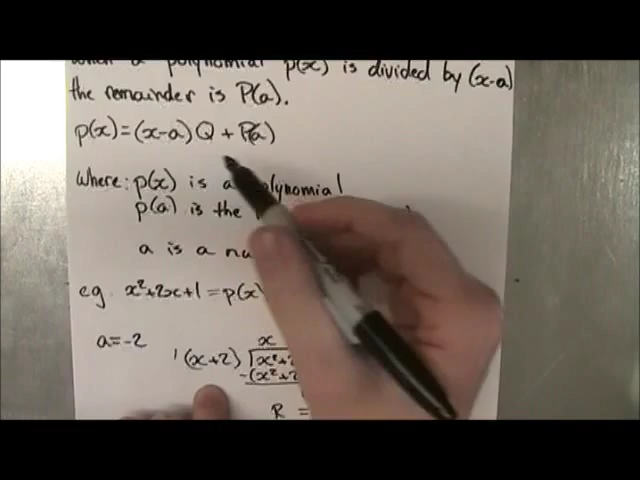 when a polynomial p(x) is divided by (x-a)
the remainder is P(a).
p(x)=(x-a)Q + P(a)
Where: p(x) is a polynomial
p(a) is the
a is a nu
eg. x²+2x+1=p(x)
a=-2
x
(x+2) x²+2
-(x²+2
R =